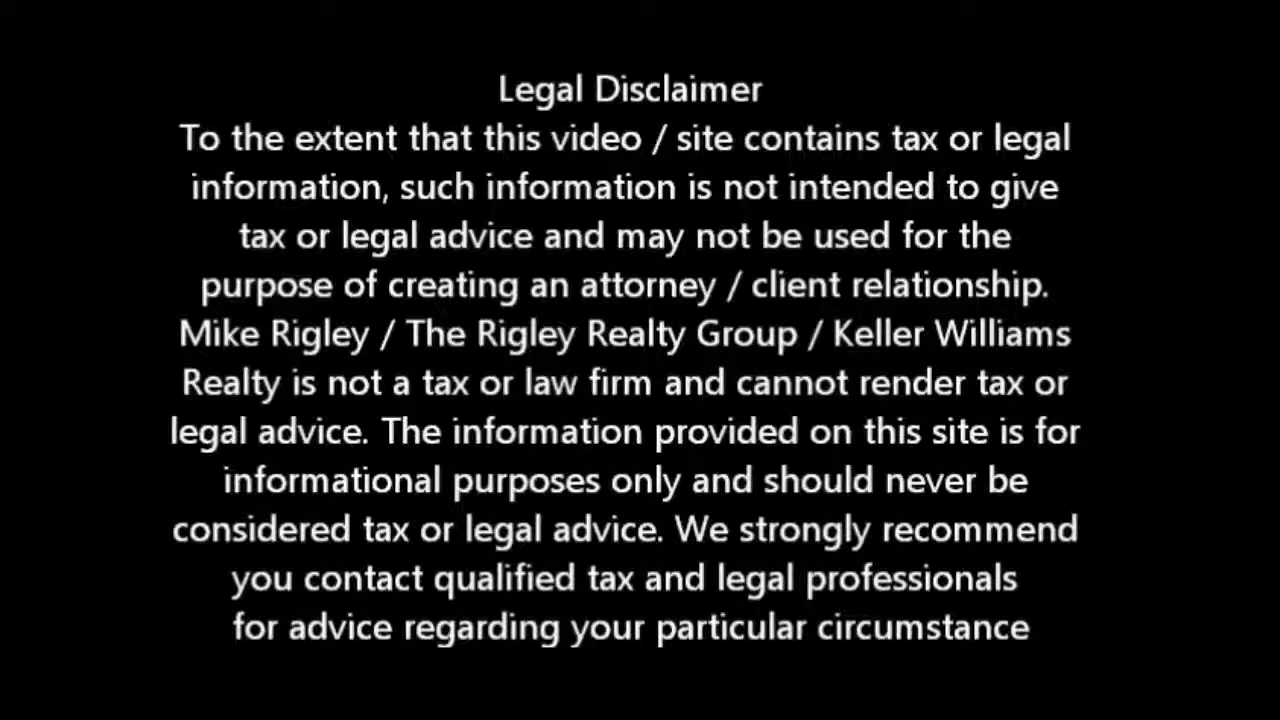 Legal Disclaimer
To the extent that this video / site contains tax or legal
information, such information is not intended to give
tax or legal advice and may not be used for the
purpose of creating an attorney / client relationship.
Mike Rigley / The Rigley Realty Group / Keller Williams
Realty is not a tax or law firm and cannot render tax or
legal advice. The information provided on this site is for
informational purposes only and should never be
considered tax or legal advice. We strongly recommend
you contact qualified tax and legal professionals
for advice regarding your particular circumstance